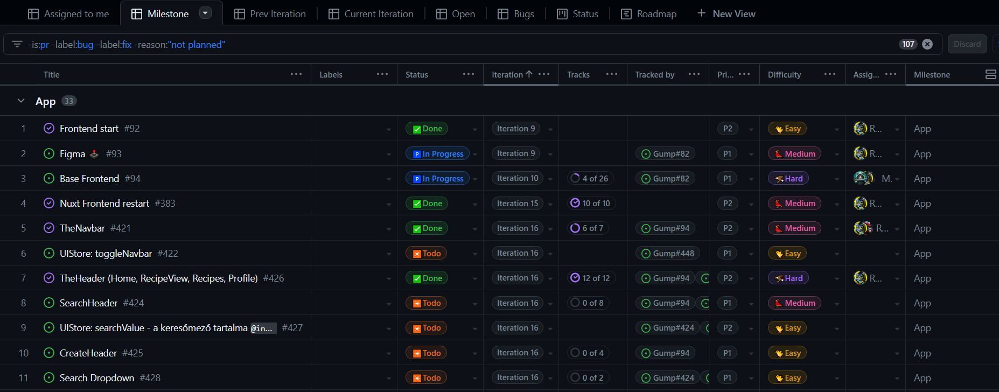 Assigned to me Milestone Prev Iteration Current Iteration Open Bugs Status Roadmap New View
-is:pr -label:bug -label:fix -reason:"not planned" 107 Discard
Title Labels Status Iteration Tracks Tracked by Pri... Difficulty Assig... Milestone
App 33
1 Frontend start #92 Done Iteration 9 P2 Easy R... App
2 Figma #93 In Progress Iteration 9 Gump#82 P1 Medium R... App
3 Base Frontend #94 In Progress Iteration 10 4 of 26 Gump#82 P1 Hard M. App
4 Nuxt Frontend restart #383 Done Iteration 15 10 of 10 P2 Medium R... App
5 TheNavbar #421 Done Iteration 16 6 of 7 Gump#94 P2 Medium R... App
6 UIStore: toggleNavbar #422 Todo Iteration 16 Gump#448 P1 Easy App
7 TheHeader (Home, RecipeView, Recipes, Profile) #426 Done Iteration 16 12 of 12 Gump#94 P2 Hard R... App
8 SearchHeader #424 Todo Iteration 16 0 of 8 Gump#94 P1 Medium App
9 UIStore: searchValue - a keresőmező tartalma @in... #427 Todo Iteration 16 Gump#424 P2 Easy App
10 CreateHeader #425 Todo Iteration 16 0 of 4 Gump#94 P1 Easy App
11 Search Dropdown #428 Todo Iteration 16 0 of 2 Gump#424 P1 Easy App